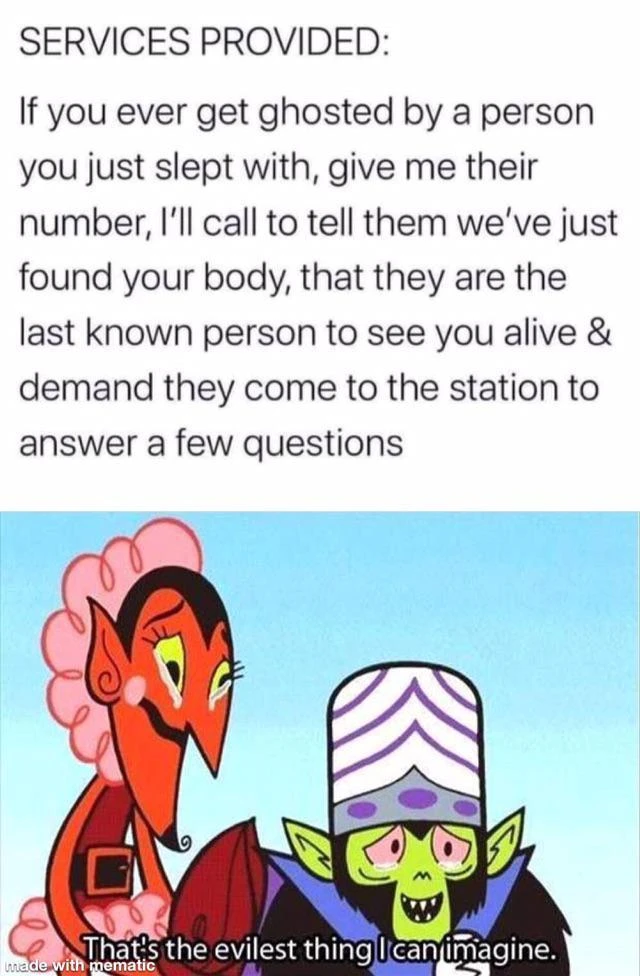 SERVICES PROVIDED:
If you ever get ghosted by a person
you just slept with, give me their
number, I'll call to tell them we've just
found your body, that they are the
last known person to see you alive &
demand they come to the station to
answer a few questions
That's the evilest thing I can imagine.
made with mematic